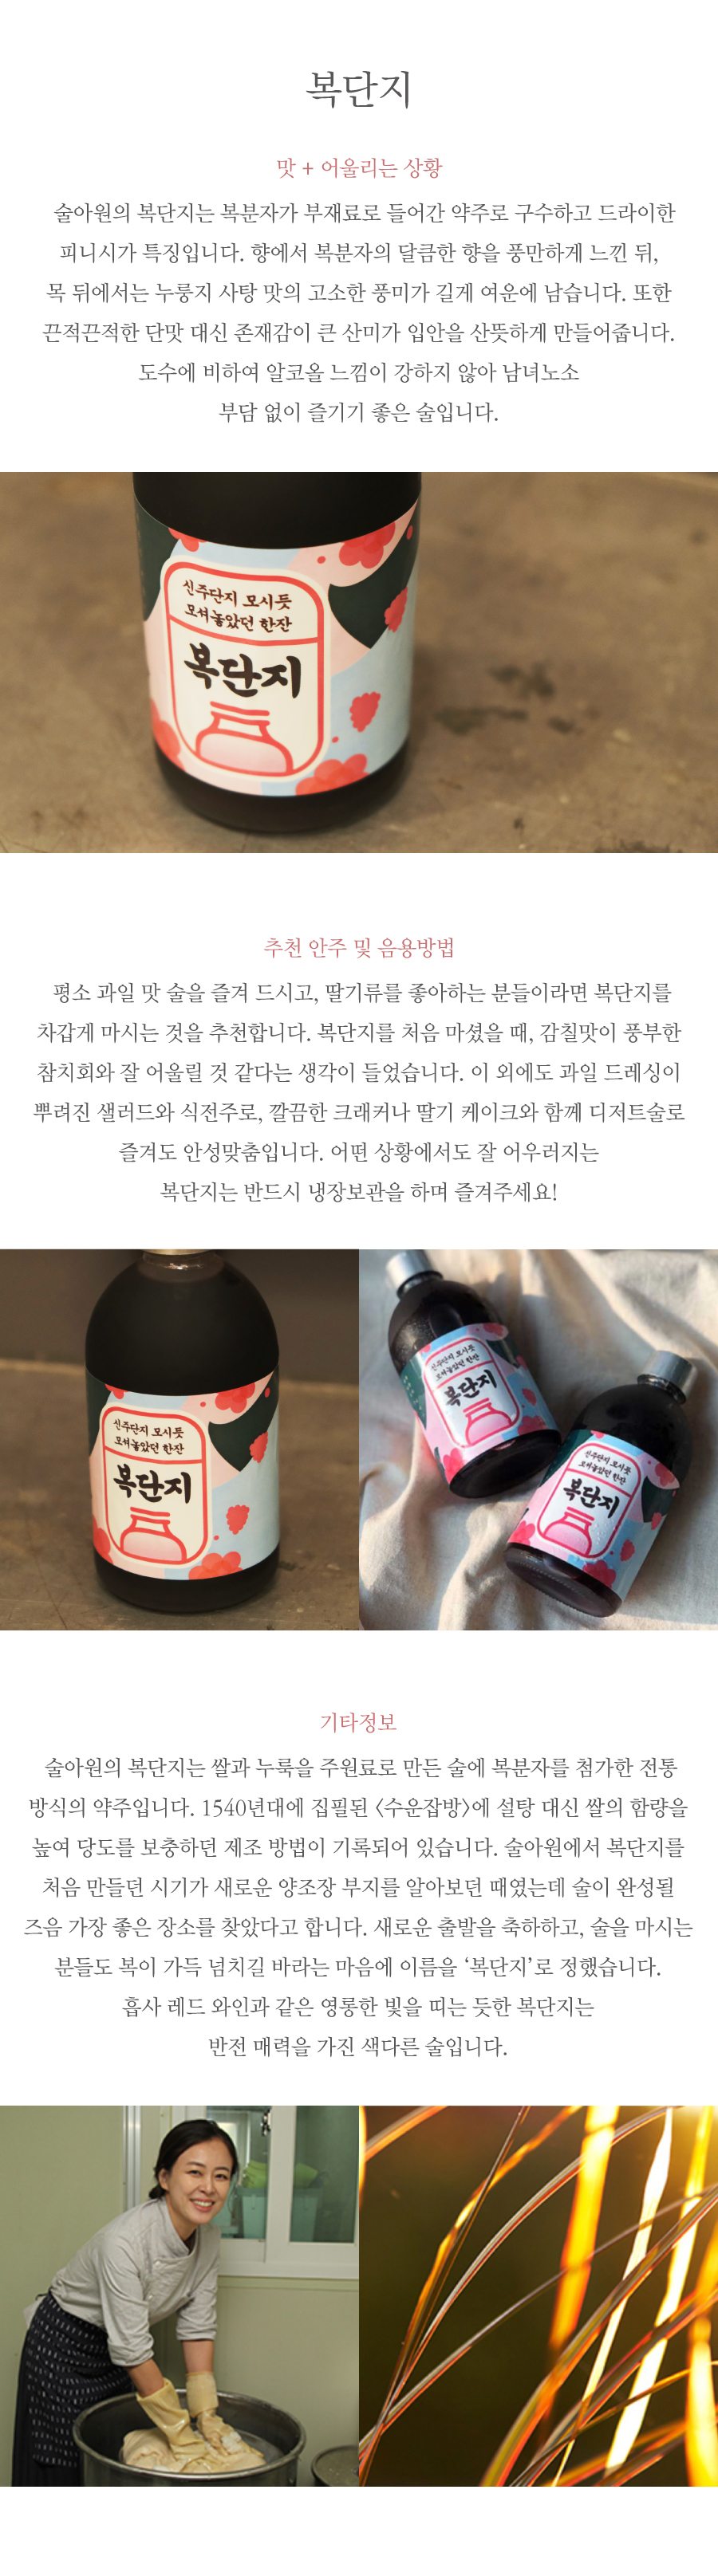 복단지
맛 + 어울리는 상황
술아원의 복단지는 복분자가 부재료로 들어간 약주로 구수하고 드라이한
피니시가 특징입니다. 향에서 복분자의 달큼한 향을 풍만하게 느낀 뒤,
목 뒤에서는 누룽지 사탕 맛의 고소한 풍미가 길게 여운에 남습니다. 또한
끈적끈적한 단맛 대신 존재감이 큰 산미가 입안을 산뜻하게 만들어줍니다.
도수에 비하여 알코올 느낌이 강하지 않아 남녀노소
부담 없이 즐기기 좋은 술입니다.
신주단지 모시듯
모셔놓았던 한잔
복단지
추천 안주 및 음용방법
평소 과일 맛 술을 즐겨 드시고, 딸기류를 좋아하는 분들이라면 복단지를
차갑게 마시는 것을 추천합니다. 복단지를 처음 마셨을 때, 감칠맛이 풍부한
참치회와 잘 어울릴 것 같다는 생각이 들었습니다. 이 외에도 과일 드레싱이
뿌려진 샐러드와 식전주로, 깔끔한 크래커나 딸기 케이크와 함께 디저트술로
즐겨도 안성맞춤입니다. 어떤 상황에서도 잘 어우러지는
복단지는 반드시 냉장보관을 하며 즐겨주세요!
신주단지 모시듯
모셔놓았던 한잔
복단지
신주단지 모시듯
모셔놓았던 한잔
복단지
신주단지 모시듯
모셔놓았던 한잔
복단지
기타정보
술아원의 복단지는 쌀과 누룩을 주원료로 만든 술에 복분자를 첨가한 전통
방식의 약주입니다. 1540년대에 집필된 <수운잡방>에 설탕 대신 쌀의 함량을
높여 당도를 보충하던 제조 방법이 기록되어 있습니다. 술아원에서 복단지를
처음 만들던 시기가 새로운 양조장 부지를 알아보던 때였는데 술이 완성될
즈음 가장 좋은 장소를 찾았다고 합니다. 새로운 출발을 축하하고, 술을 마시는
분들도 복이 가득 넘치길 바라는 마음에 이름을 ‘복단지’로 정했습니다.
흡사 레드 와인과 같은 영롱한 빛을 띠는 듯한 복단지는
반전 매력을 가진 색다른 술입니다.